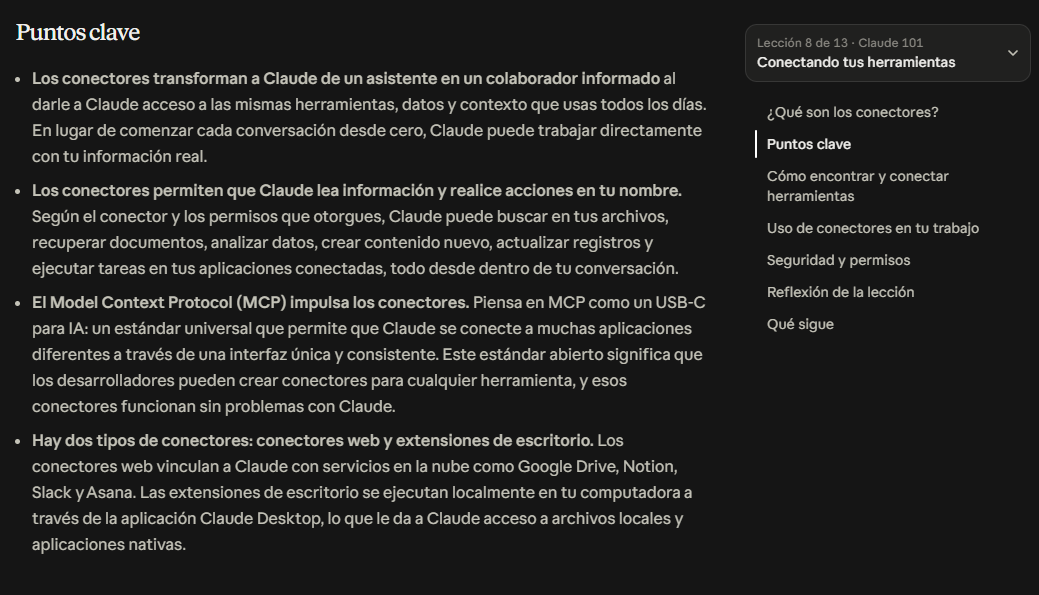 Puntos clave
Los conectores transforman a Claude de un asistente en un colaborador informado al
darle a Claude acceso a las mismas herramientas, datos y contexto que usas todos los días.
En lugar de comenzar cada conversación desde cero, Claude puede trabajar directamente
con tu información real.
Los conectores permiten que Claude lea información y realice acciones en tu nombre.
Según el conector y los permisos que otorgues, Claude puede buscar en tus archivos,
recuperar documentos, analizar datos, crear contenido nuevo, actualizar registros y
ejecutar tareas en tus aplicaciones conectadas, todo desde dentro de tu conversación.
El Model Context Protocol (MCP) impulsa los conectores. Piensa en MCP como un USB-C
para IA: un estándar universal que permite que Claude se conecte a muchas aplicaciones
diferentes a través de una interfaz única y consistente. Este estándar abierto significa que
los desarrolladores pueden crear conectores para cualquier herramienta, y esos
conectores funcionan sin problemas con Claude.
Hay dos tipos de conectores: conectores web y extensiones de escritorio. Los
conectores web vinculan a Claude con servicios en la nube como Google Drive, Notion,
Slack y Asana. Las extensiones de escritorio se ejecutan localmente en tu computadora a
través de la aplicación Claude Desktop, lo que le da a Claude acceso a archivos locales y
aplicaciones nativas.
Lección 8 de 13 · Claude 101
Conectando tus herramientas
¿Qué son los conectores?
Puntos clave
Cómo encontrar y conectar
herramientas
Uso de conectores en tu trabajo
Seguridad y permisos
Reflexión de la lección
Qué sigue